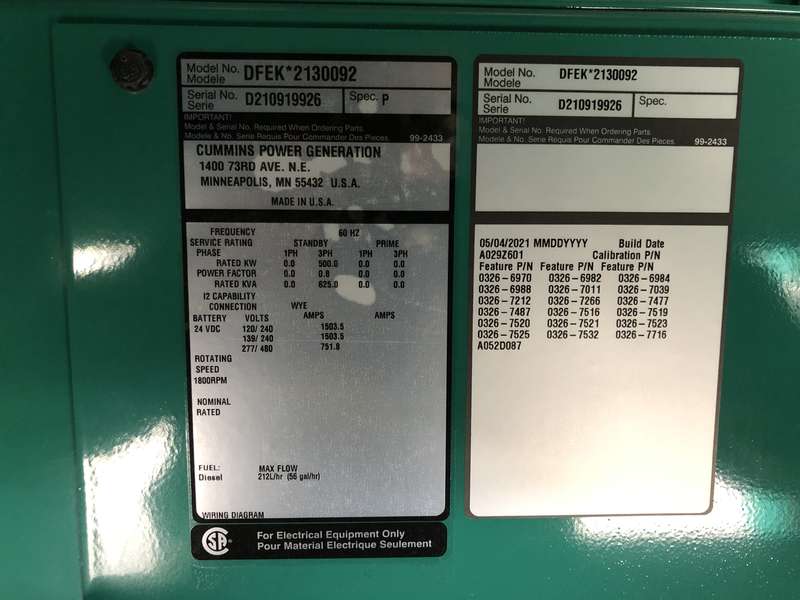 Model No. DFEK*2130092
Modele
Serial No. D210919926 Spec. P
Serie
IMPORTANT!
Model & Serial No. Required When Ordering Parts.
Modele & No. Serie Requis Pour Commander Des Pieces. 99-2433
CUMMINS POWER GENERATION
1400 73RD AVE. N.E.
MINNEAPOLIS, MN 55432 U.S.A.
MADE IN U.S.A.
FREQUENCY 60 HZ
SERVICE RATING STANDBY PRIME
PHASE 1PH 3PH 1PH 3PH
RATED KW 0.0 500.0 0.0 0.0
POWER FACTOR 0.0 0.8 0.0 0.0
RATED KVA 0.0 625.0 0.0 0.0
I2 CAPABILITY
CONNECTION WYE
BATTERY VOLTS AMPS AMPS
24 VDC 120/ 240 1503.5
139/ 240 1503.5
277/ 480 751.8
ROTATING
SPEED
1800RPM
NOMINAL
RATED
FUEL: MAX FLOW
Diesel 212L/hr (56 gal/hr)
WIRING DIAGRAM
SA
For Electrical Equipment Only
Pour Material Electrique Seulement
Model No. DFEK*2130092
Modele
Serial No. D210919926 Spec.
Serie
IMPORTANT!
Model & Serial No. Required When Ordering Parts.
Modele & No. Serie Requis Pour Commander Des Pieces. 99-2433
05/04/2021 MMDDYYYY Build Date
A029Z601 Calibration P/N
Feature P/N Feature P/N Feature P/N
0326-6970 0326-6982 0326-6984
0326-6988 0326-7011 0326-7039
0326-7212 0326-7266 0326-7477
0326-7487 0326-7516 0326-7519
0326-7520 0326-7521 0326-7523
0326-7525 0326-7532 0326-7716
A052D087